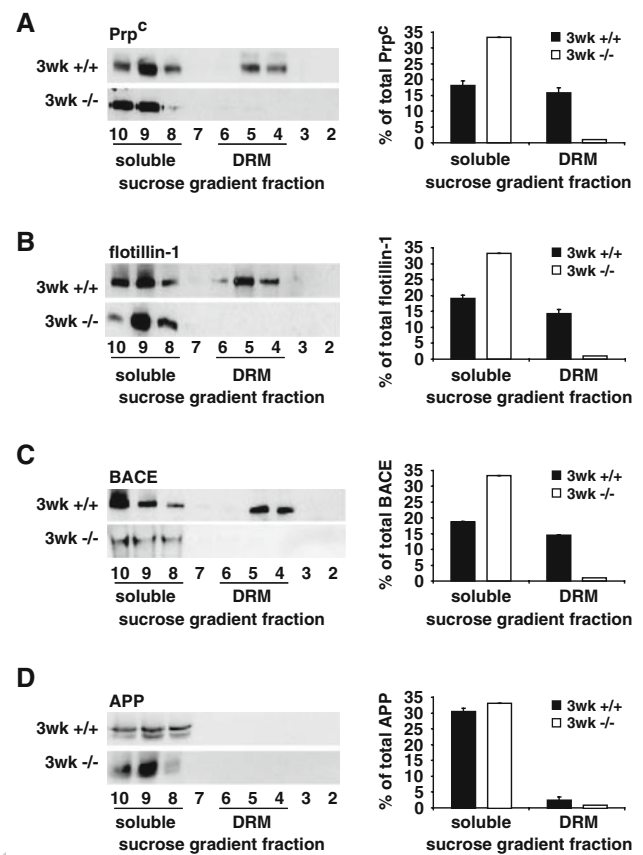 A
Prp^c
3wk +/+
3wk -/-
10 9 8 7 6 5 4 3 2
soluble DRM
sucrose gradient fraction
% of total Prp^c
35
30
25
20
15
10
5
0
3wk +/+
3wk -/-
soluble DRM
sucrose gradient fraction
B
flotillin-1
3wk +/+
3wk -/-
10 9 8 7 6 5 4 3 2
soluble DRM
sucrose gradient fraction
% of total flotillin-1
35
30
25
20
15
10
5
0
3wk +/+
3wk -/-
soluble DRM
sucrose gradient fraction
C
BACE
3wk +/+
3wk -/-
10 9 8 7 6 5 4 3 2
soluble DRM
sucrose gradient fraction
% of total BACE
35
30
25
20
15
10
5
0
3wk +/+
3wk -/-
soluble DRM
sucrose gradient fraction
D
APP
3wk +/+
3wk -/-
10 9 8 7 6 5 4 3 2
soluble DRM
sucrose gradient fraction
% of total APP
35
30
25
20
15
10
5
0
3wk +/+
3wk -/-
soluble DRM
sucrose gradient fraction